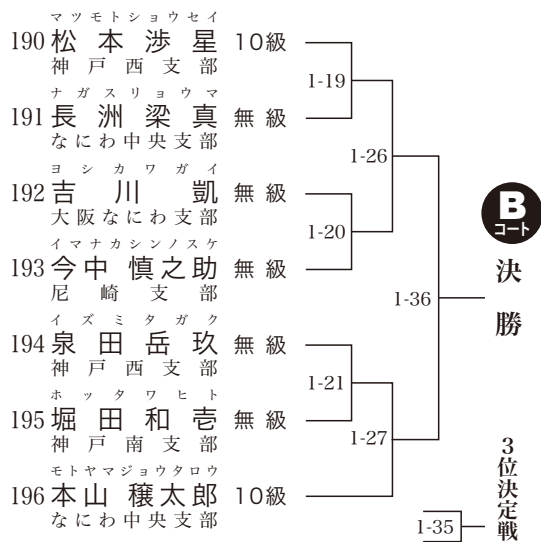 マツモトショウセイ
190 松本渉星 10級
神戸西支部
1-19
ナガスリョウマ
191 長洲梁真 無級
なにわ中央支部
1-26
ヨシカワガイ
192 吉川凱 無級
大阪なにわ支部
1-20
イマナカシンノスケ
193 今中慎之助 無級
尼崎支部
1-36
B
コート
決勝
イズミタガク
194 泉田岳玖 無級
神戸西支部
1-21
ホッタワヒト
195 堀田和壱 無級
神戸南支部
1-27
モトヤマジョウタロウ
196 本山穣太郎 10級
なにわ中央支部
3位決定戦
1-35